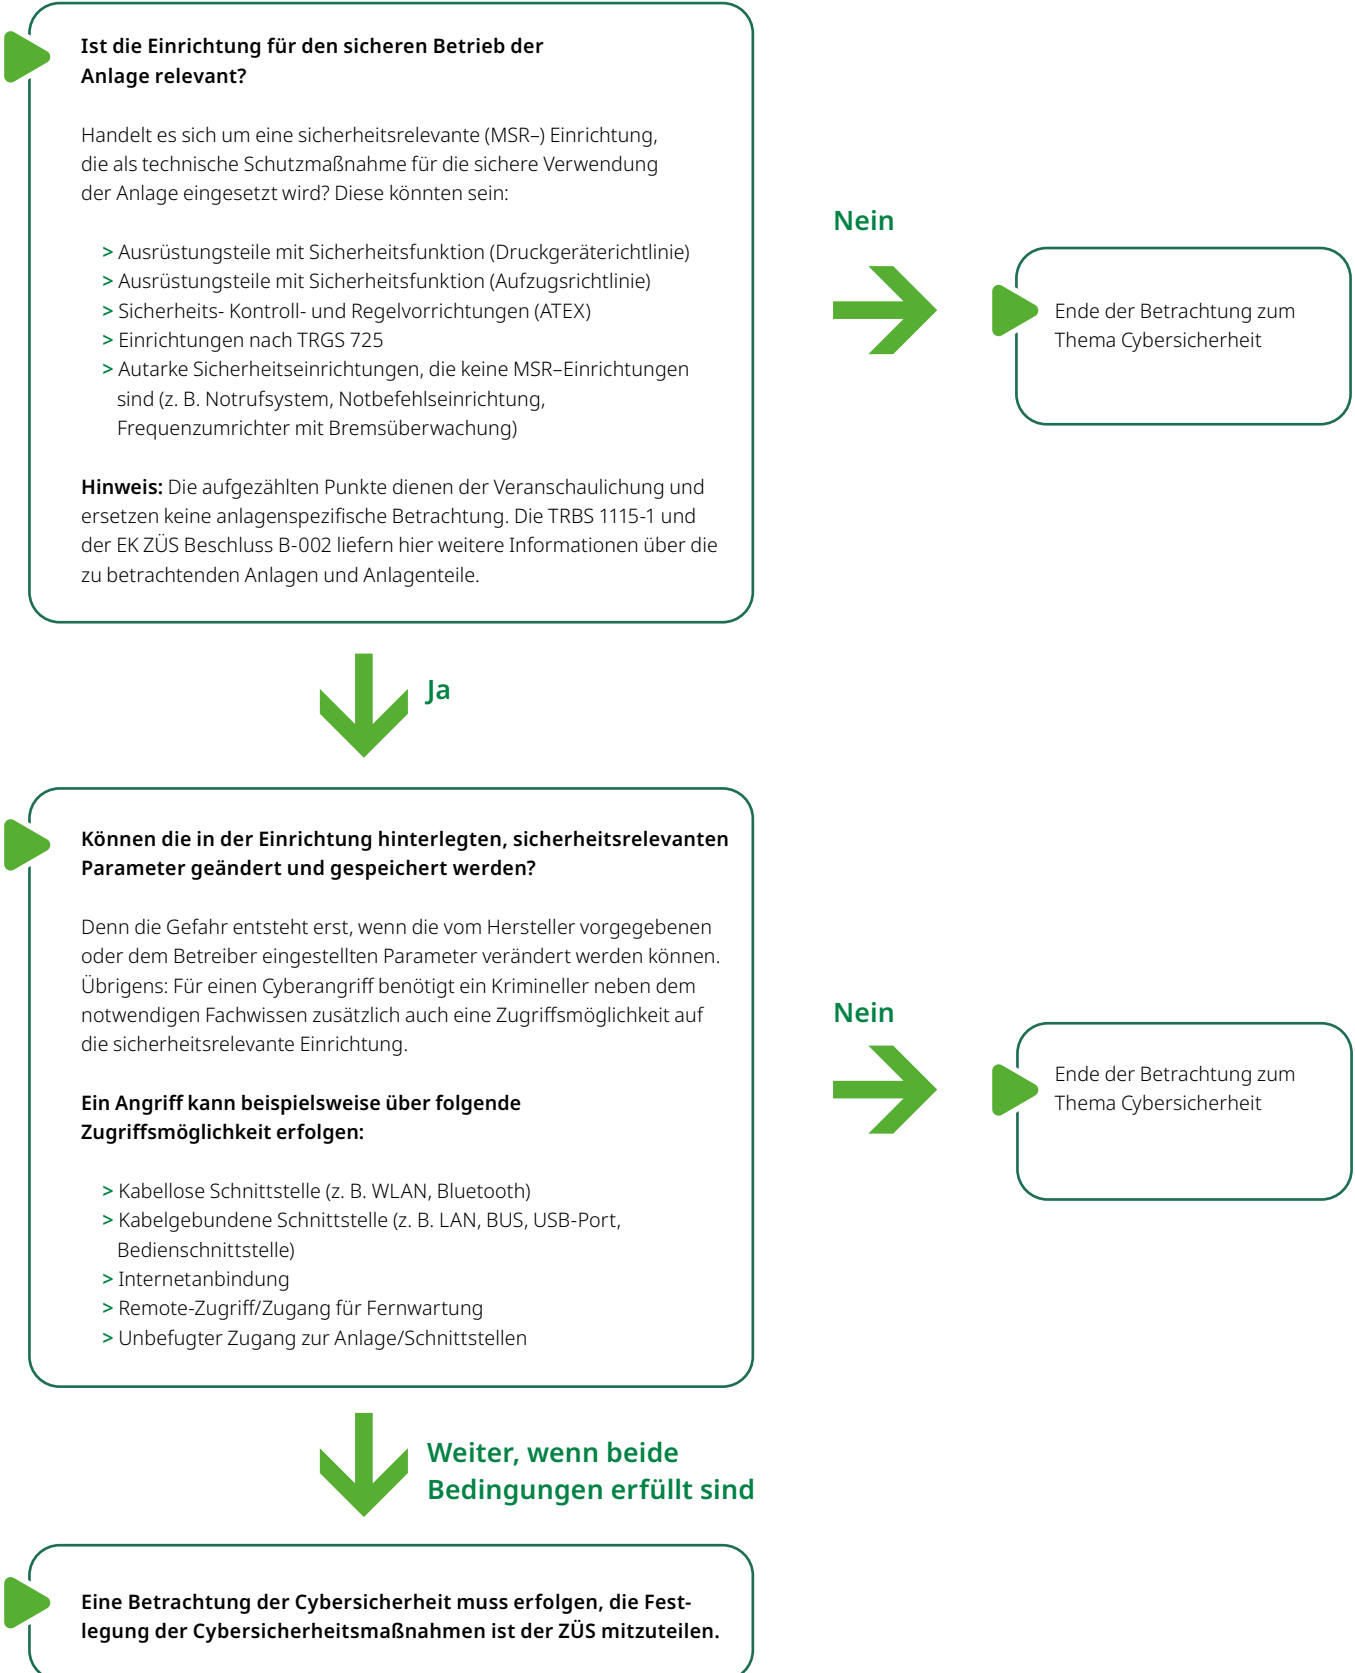 Ist die Einrichtung für den sicheren Betrieb der
Anlage relevant?
Handelt es sich um eine sicherheitsrelevante (MSR–) Einrichtung,
die als technische Schutzmaßnahme für die sichere Verwendung
der Anlage eingesetzt wird? Diese könnten sein:
> Ausrüstungsteile mit Sicherheitsfunktion (Druckgeräterichtlinie)
> Ausrüstungsteile mit Sicherheitsfunktion (Aufzugsrichtlinie)
> Sicherheits- Kontroll- und Regelvorrichtungen (ATEX)
> Einrichtungen nach TRGS 725
> Autarke Sicherheitseinrichtungen, die keine MSR–Einrichtungen
sind (z. B. Notrufsystem, Notbefehlseinrichtung,
Frequenzumrichter mit Bremsüberwachung)
Hinweis: Die aufgezählten Punkte dienen der Veranschaulichung und
ersetzen keine anlagenspezifische Betrachtung. Die TRBS 1115-1 und
der EK ZÜS Beschluss B-002 liefern hier weitere Informationen über die
zu betrachtenden Anlagen und Anlagenteile.
Nein
Ende der Betrachtung zum
Thema Cybersicherheit
Ja
Können die in der Einrichtung hinterlegten, sicherheitsrelevanten
Parameter geändert und gespeichert werden?
Denn die Gefahr entsteht erst, wenn die vom Hersteller vorgegebenen
oder dem Betreiber eingestellten Parameter verändert werden können.
Übrigens: Für einen Cyberangriff benötigt ein Krimineller neben dem
notwendigen Fachwissen zusätzlich auch eine Zugriffsmöglichkeit auf
die sicherheitsrelevante Einrichtung.
Ein Angriff kann beispielsweise über folgende
Zugriffsmöglichkeit erfolgen:
> Kabellose Schnittstelle (z. B. WLAN, Bluetooth)
> Kabelgebundene Schnittstelle (z. B. LAN, BUS, USB-Port,
Bedienschnittstelle)
> Internetanbindung
> Remote-Zugriff/Zugang für Fernwartung
> Unbefugter Zugang zur Anlage/Schnittstellen
Nein
Ende der Betrachtung zum
Thema Cybersicherheit
Weiter, wenn beide
Bedingungen erfüllt sind
Eine Betrachtung der Cybersicherheit muss erfolgen, die Fest-
legung der Cybersicherheitsmaßnahmen ist der ZÜS mitzuteilen.